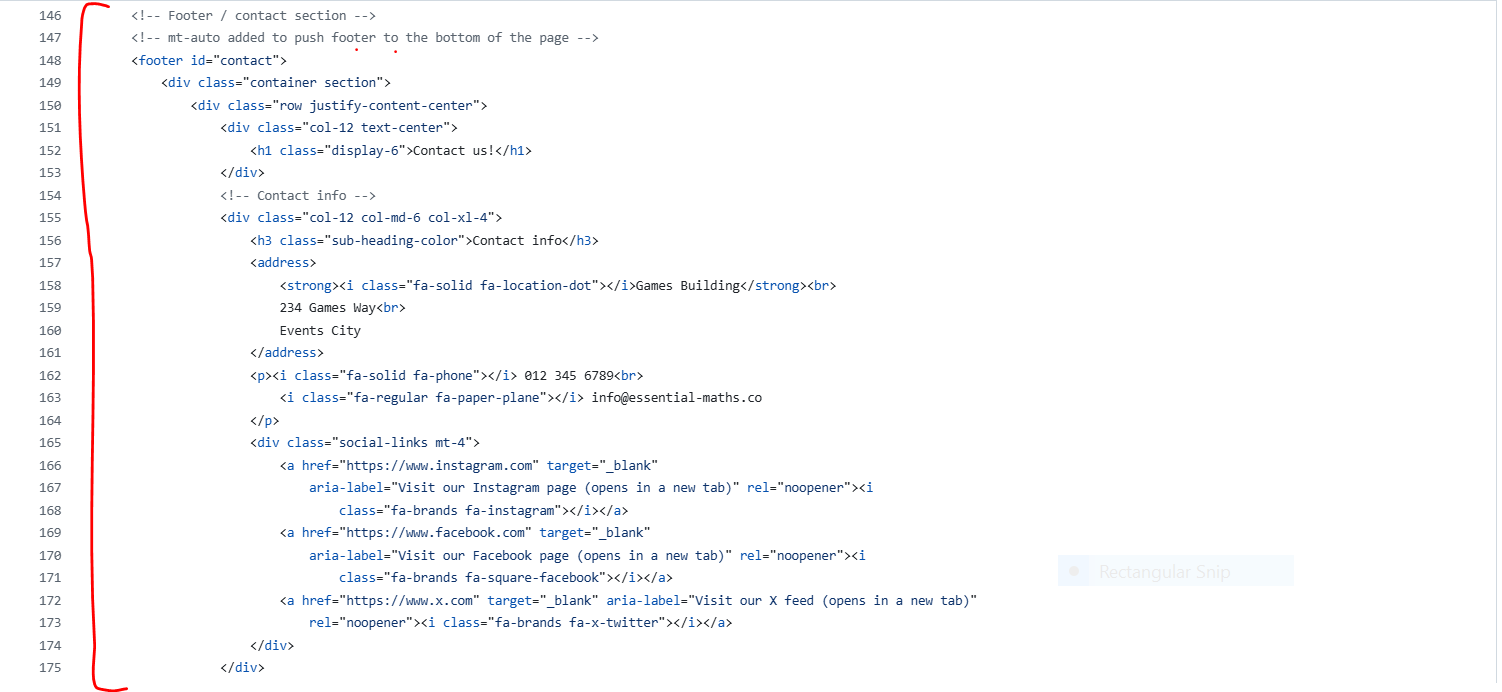 146 <!-- Footer / contact section -->
147 <!-- mt-auto added to push footer to the bottom of the page -->
148 <footer id="contact">
149 <div class="container section">
150 <div class="row justify-content-center">
151 <div class="col-12 text-center">
152 <h1 class="display-6">Contact us!</h1>
153 </div>
154 <!-- Contact info -->
155 <div class="col-12 col-md-6 col-xl-4">
156 <h3 class="sub-heading-color">Contact info</h3>
157 <address>
158 <strong><i class="fa-solid fa-location-dot"></i>Games Building</strong><br>
159 234 Games Way<br>
160 Events City
161 </address>
162 <p><i class="fa-solid fa-phone"></i> 012 345 6789<br>
163 <i class="fa-regular fa-paper-plane"></i> info@essential-maths.co
164 </p>
165 <div class="social-links mt-4">
166 <a href="https://www.instagram.com" target="_blank"
167 aria-label="Visit our Instagram page (opens in a new tab)" rel="noopener"><i
168 class="fa-brands fa-instagram"></i></a>
169 <a href="https://www.facebook.com" target="_blank"
170 aria-label="Visit our Facebook page (opens in a new tab)" rel="noopener"><i
171 class="fa-brands fa-square-facebook"></i></a>
Rectangular Snip
172 <a href="https://www.x.com" target="_blank" aria-label="Visit our X feed (opens in a new tab)"
173 rel="noopener"><i class="fa-brands fa-x-twitter"></i></a>
174 </div>
175 </div>